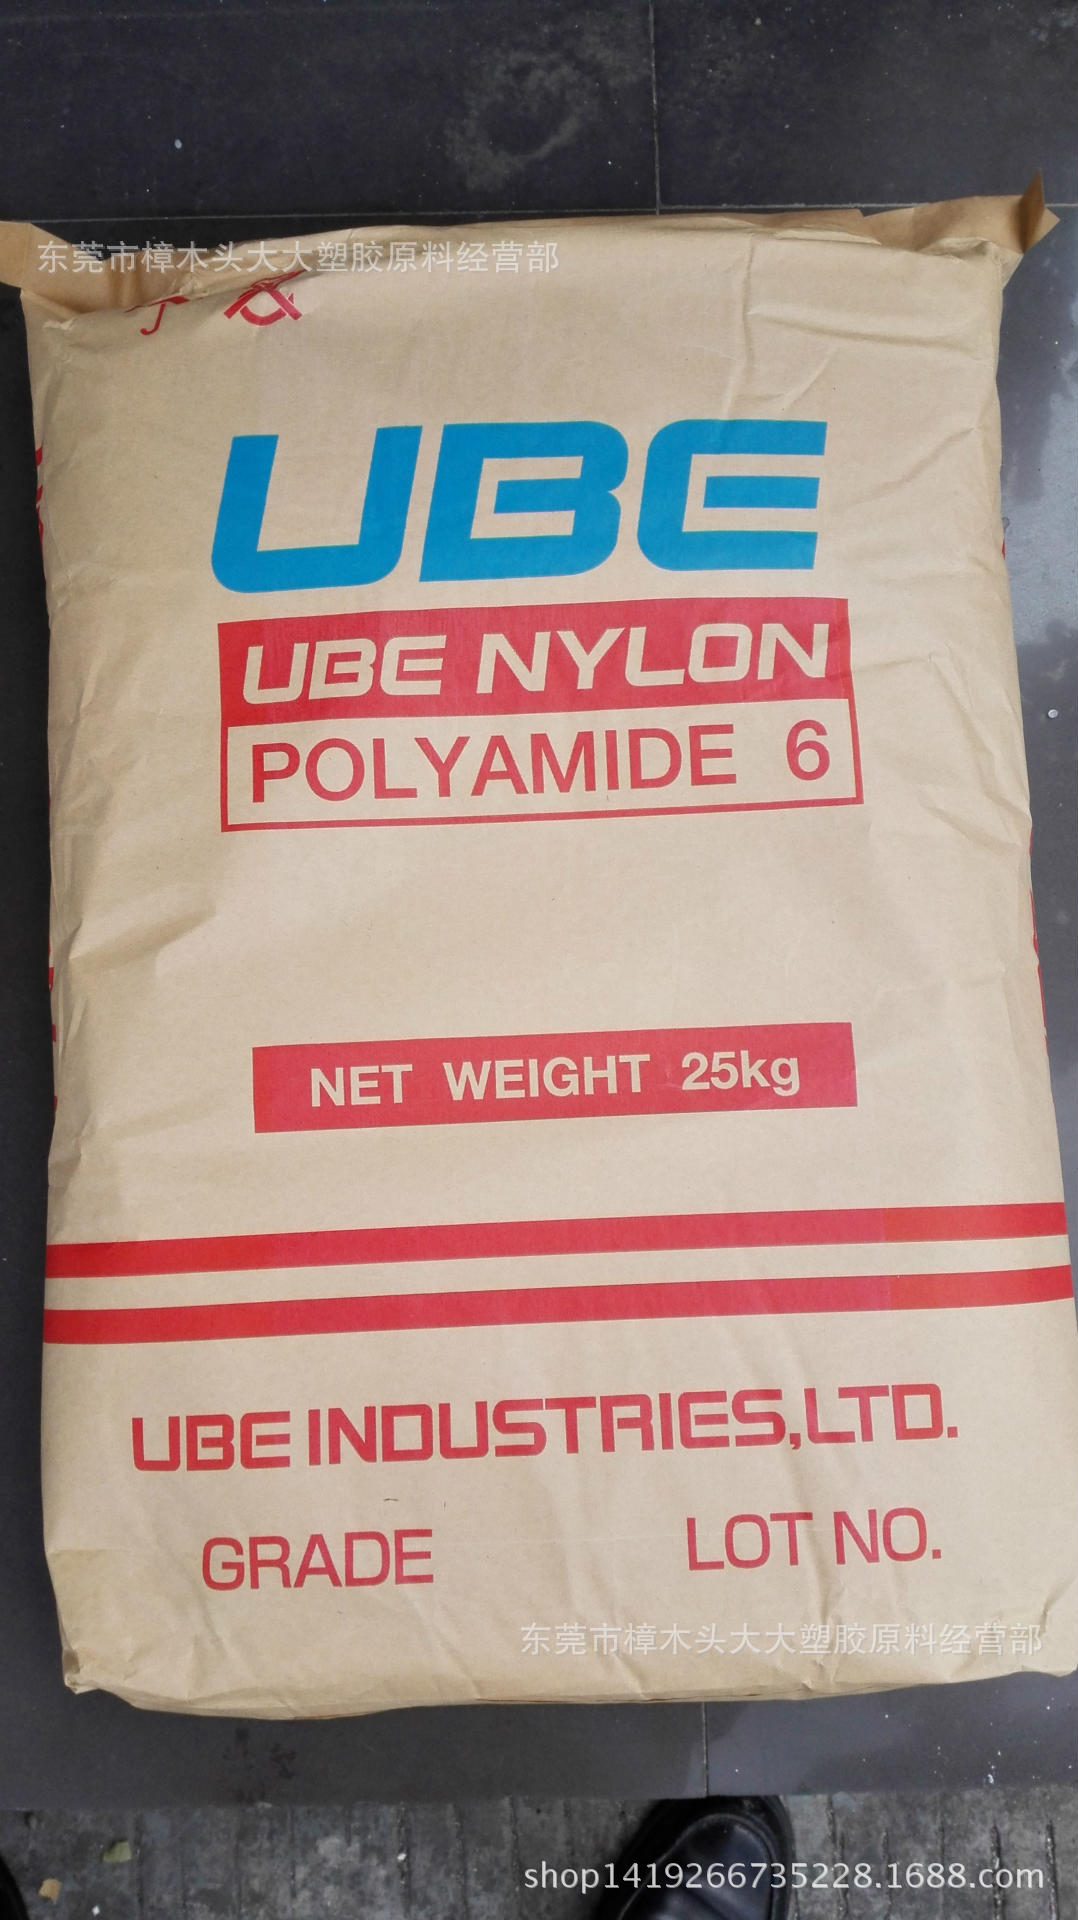 东莞市樟木头大大塑胶原料经营部
UBE
UBE NYLON
POLYAMIDE 6
NET WEIGHT 25kg
UBE INDUSTRIES,LTD.
GRADE LOT NO.
东莞市樟木头大大塑胶原料经营部
shop1419266735228.1688.com